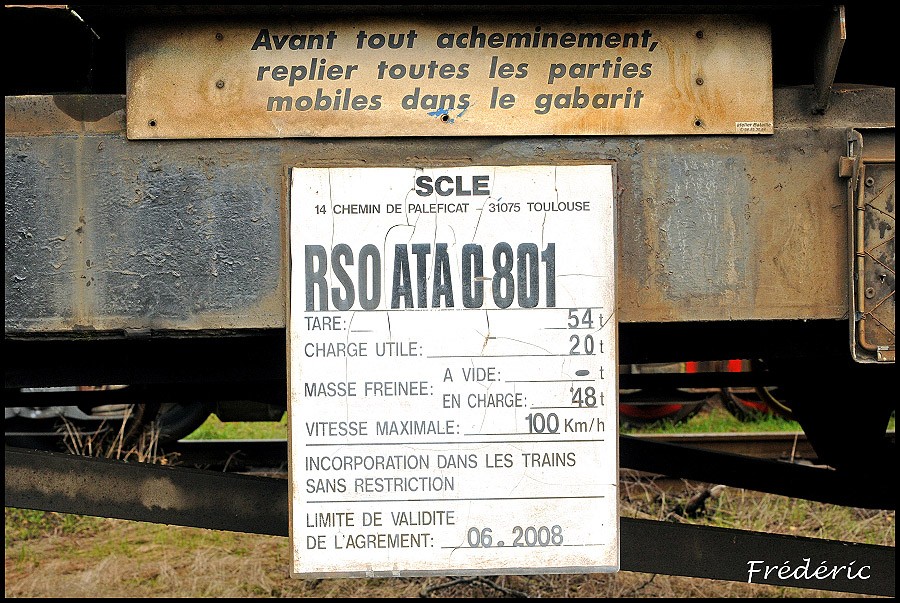 Avant tout acheminement,
replier toutes les parties
mobiles dans le gabarit
SCLE
14 CHEMIN DE PALEFICAT – 31075 TOULOUSE
RSO ATA C 801
TARE: 54 t
CHARGE UTILE: 20 t
MASSE FREINEE: A VIDE: - t
EN CHARGE: 48 t
VITESSE MAXIMALE: 100 Km/h
INCORPORATION DANS LES TRAINS
SANS RESTRICTION
LIMITE DE VALIDITE
DE L'AGREMENT: 06. 2008
Frédéric